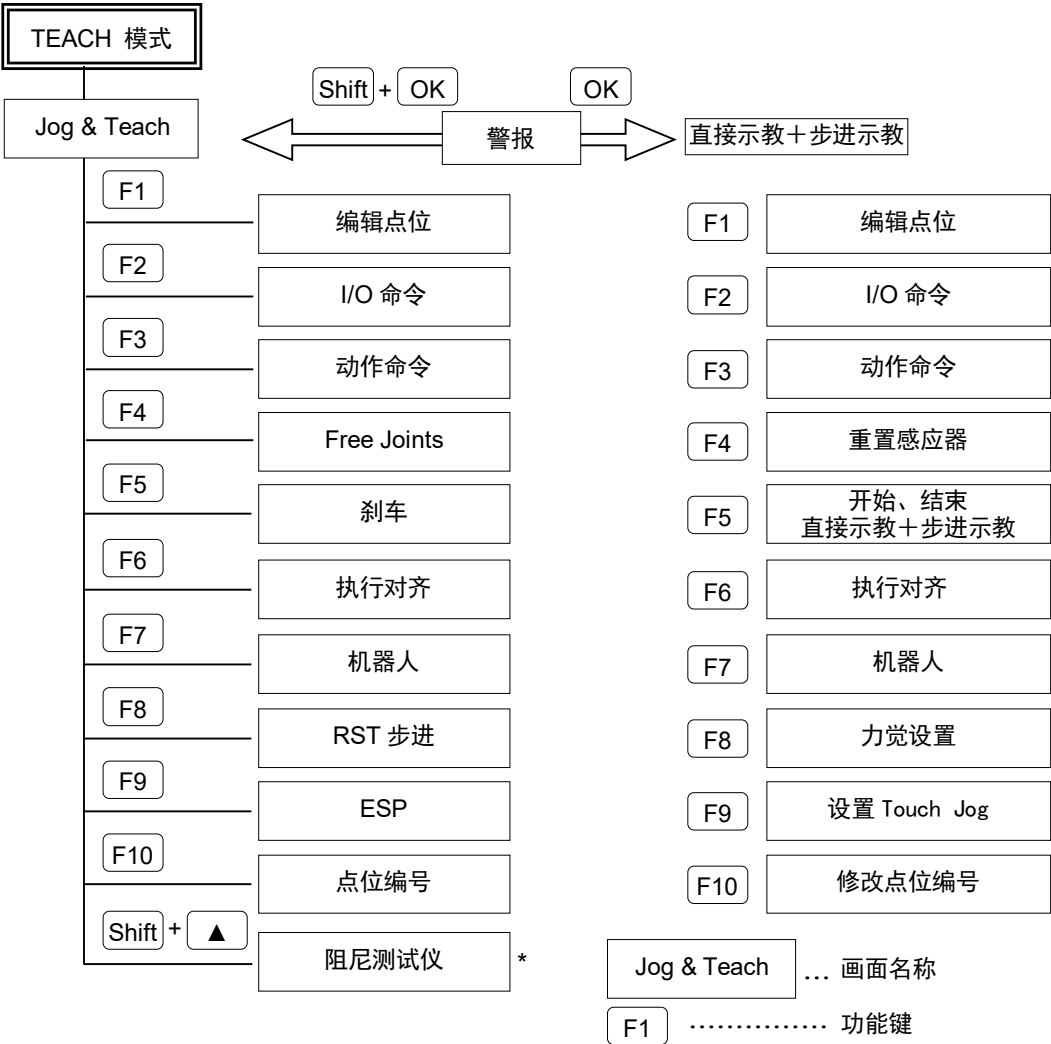 TEACH 模式
Shift + OK
OK
Jog & Teach
警报
直接示教＋步进示教
F1
编辑点位
F1
编辑点位
F2
I/O 命令
F2
I/O 命令
F3
动作命令
F3
动作命令
F4
Free Joints
F4
重置感应器
F5
刹车
F5
开始、结束
直接示教＋步进示教
F6
执行对齐
F6
执行对齐
F7
机器人
F7
机器人
F8
RST 步进
F8
力觉设置
F9
ESP
F9
设置 Touch Jog
F10
点位编号
F10
修改点位编号
Shift + ▲
阻尼测试仪 *
Jog & Teach … 画面名称
F1 …………… 功能键